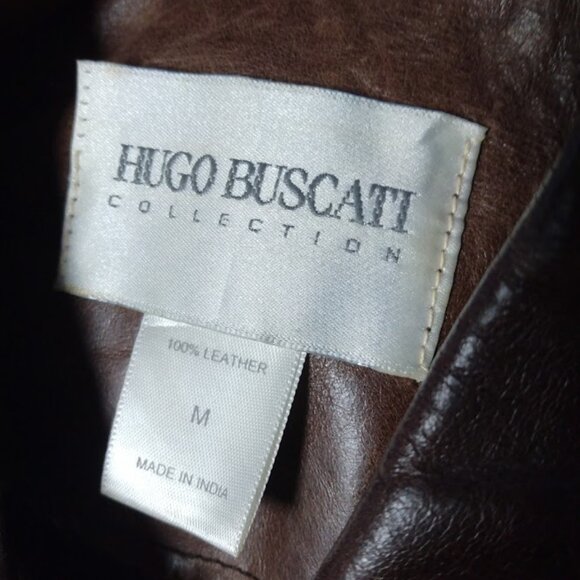 HUGO BUSCATI
COLLECTION
100% LEATHER
M
MADE IN INDIA